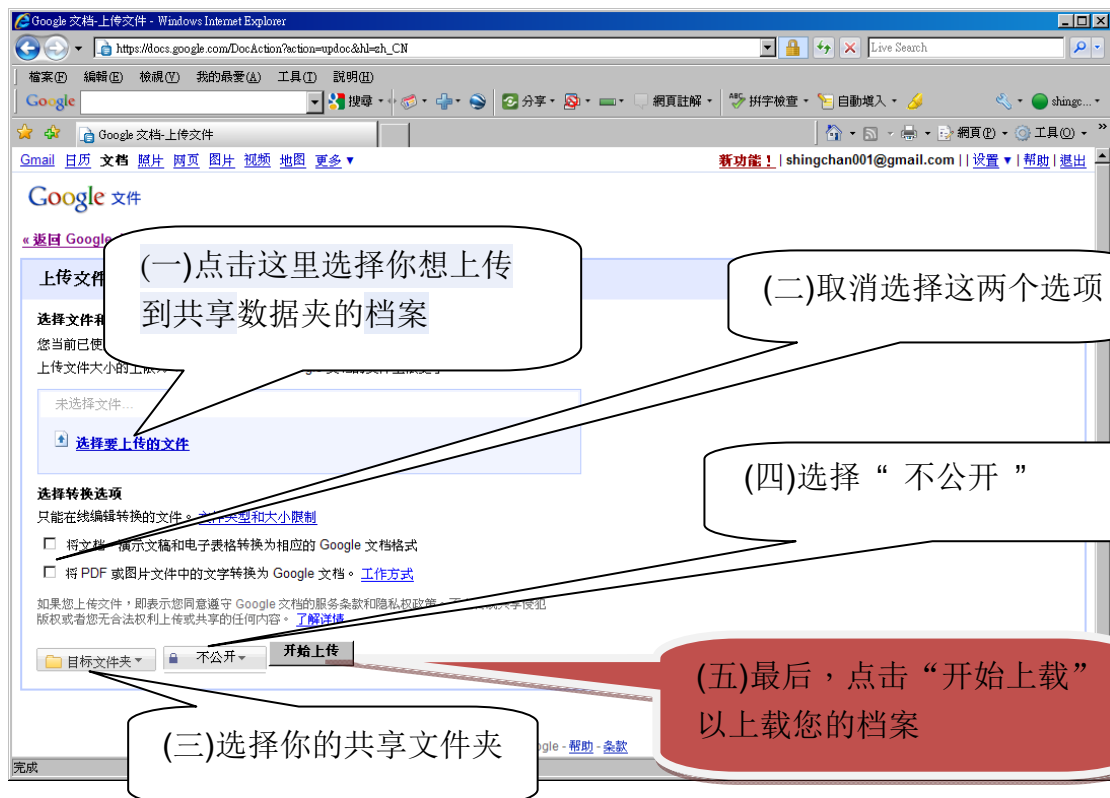 Google 文档-上传文件 - Windows Internet Explorer
https://docs.google.com/DocAction?action=updoc&hl=zh_CN
Live Search
檔案(F) 編輯(E) 檢視(V) 我的最愛(A) 工具(T) 說明(H)
Google 搜尋 分享 網頁註解 拼字檢查 自動填入 shingc...
Google 文档-上传文件 網頁(P) 工具(O) »
Gmail 日历 文档 照片 网页 图片 视频 地图 更多 ▼ 新功能! | shingchan001@gmail.com | | 设置 ▼ | 帮助 | 退出
Google 文件
« 返回 Google
(一)点击这里选择你想上传
到共享数据夹的档案
(二)取消选择这两个选项
上传文件
选择文件和
您当前已使
上传文件大小的上限
未选择文件...
选择要上传的文件
(四)选择“ 不公开 ”
选择转换选项
只能在线编辑转换的文件。文件类型和大小限制
将文档、演示文稿和电子表格转换为相应的 Google 文档格式
将 PDF 或图片文件中的文字转换为 Google 文档。 工作方式
如果您上传文件,即表示您同意遵守 Google 文档的服务条款和隐私权政策。
版权或者您无合法权利上传或共享的任何内容。 了解详情
目标文件夹 ▼ 不公开 ▼ 开始上传
(五)最后,点击“开始上载”
以上载您的档案
(三)选择你的共享文件夹
ogle - 帮助 - 条款
完成